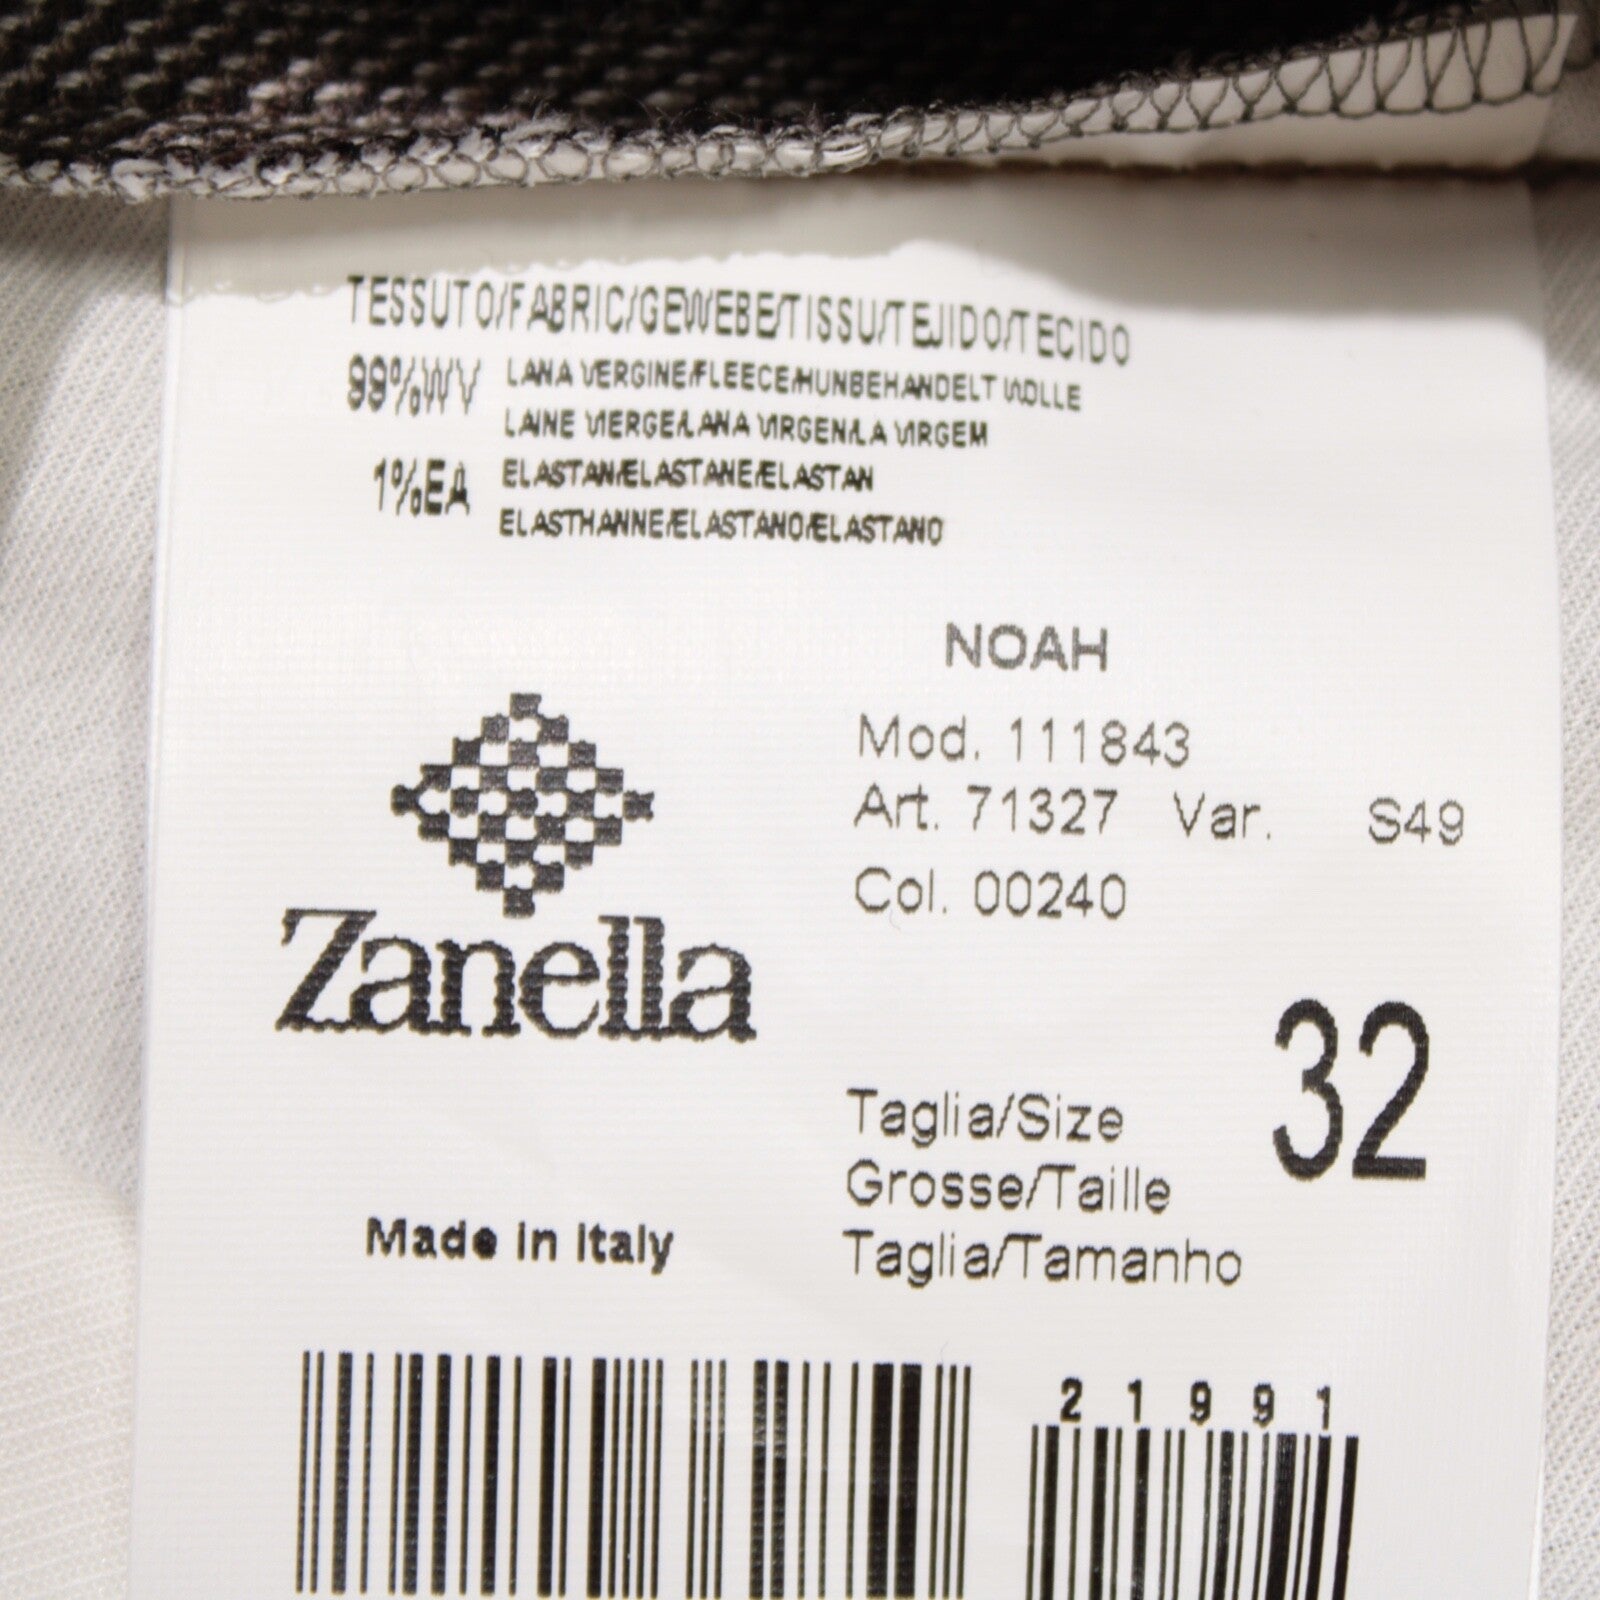 TESSUTO/FABRIC/GEWEBE/TISSU/TEJIDO/TECIDO
99%WV LANA VERGINE/FLEECE/HUNBEHANDELT WOLLE
LAINE VIERGE/LANA VIRGEN/LA VIRGEM
1%EA ELASTAN/ELASTANE/ELASTAN
ELASTHANNE/ELASTANO/ELASTANO
NOAH
Mod. 111843
Art. 71327 Var. S49
Col. 00240
Zanella
32
Taglia/Size
Grosse/Taille
Taglia/Tamanho
Made in Italy
21991